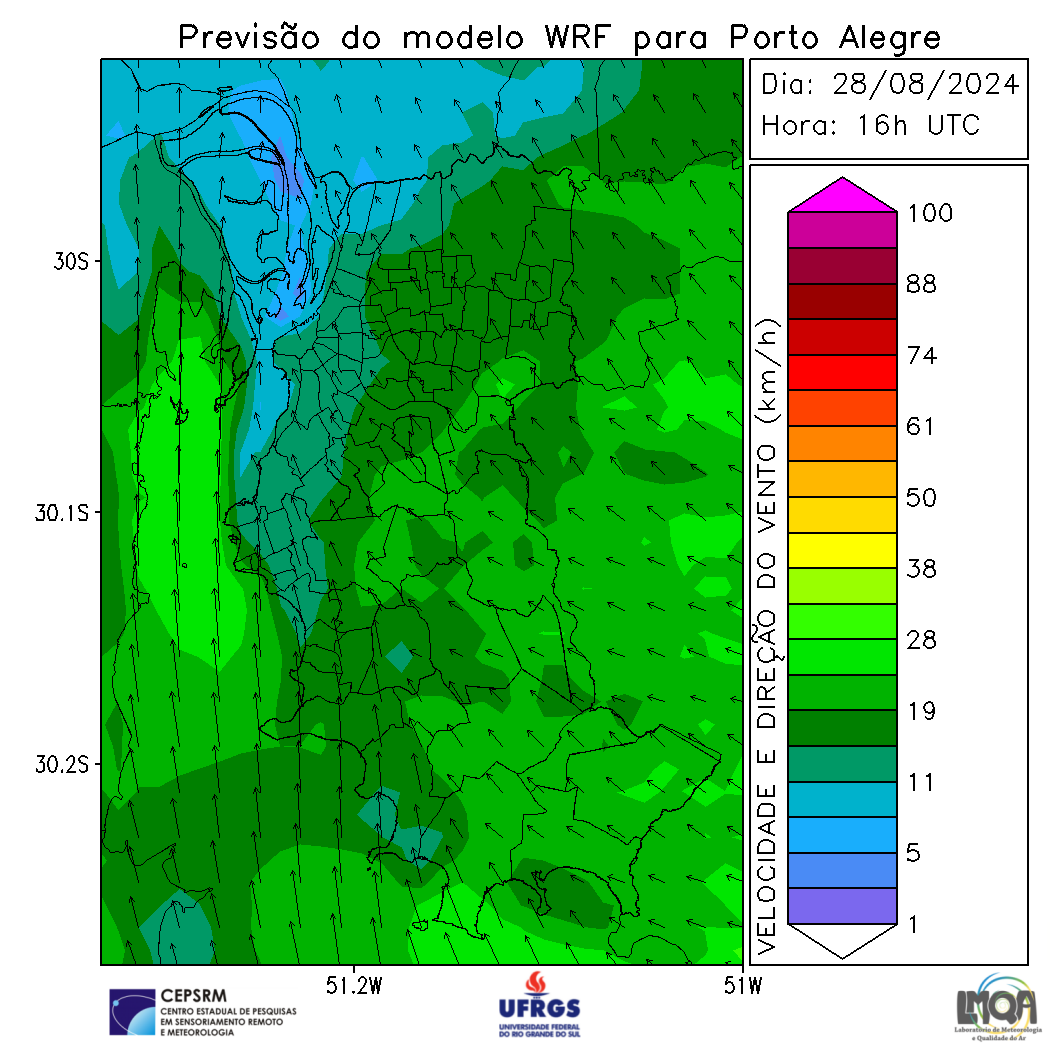 Previsão do modelo WRF para Porto Alegre
Dia: 28/08/2024
Hora: 16h UTC
30S
30.1S
30.2S
51.2W
51W
VELOCIDADE E DIREÇÃO DO VENTO (km/h)
100
88
74
61
50
38
28
19
11
5
1
CEPSRM
CENTRO ESTADUAL DE PESQUISAS
EM SENSORIAMENTO REMOTO
E METEOROLOGIA
UFRGS
UNIVERSIDADE FEDERAL
DO RIO GRANDE DO SUL
LMQA
Laboratório de Meteorologia
e Qualidade do Ar